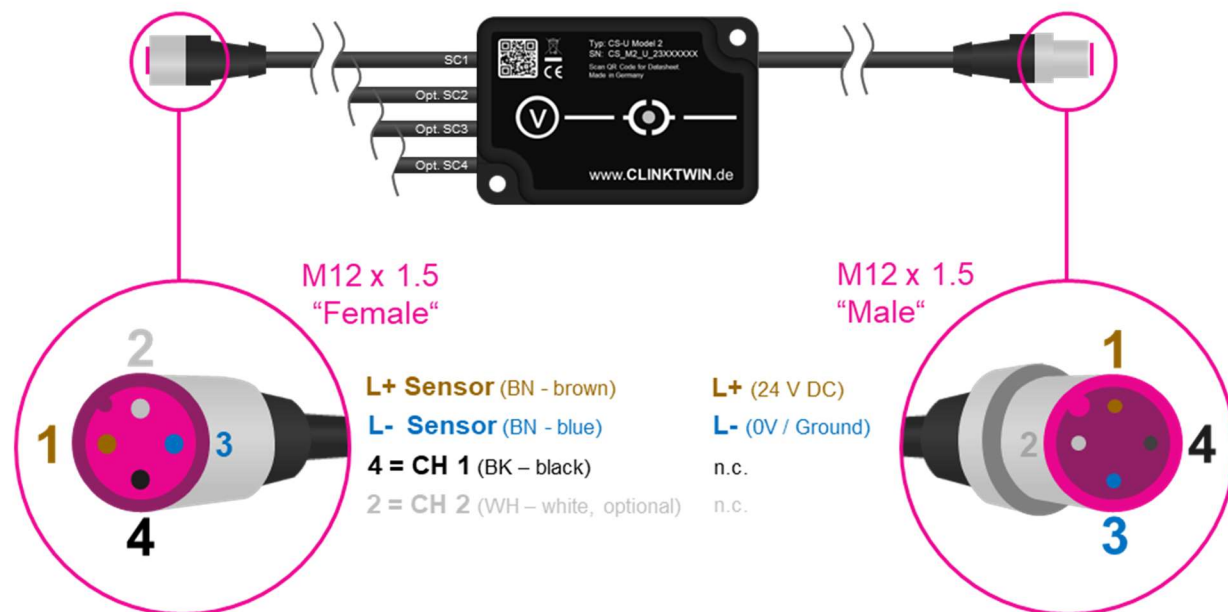 SC1
Opt. SC2
Opt. SC3
Opt. SC4
Typ: CS-U Model 2
SN: CS_M2_U_23XXXXXX
Scan QR Code for Datasheet.
Made in Germany
CE
V
www.CLINKTWIN.de
M12 x 1.5
“Female“
M12 x 1.5
“Male“
2
1
3
4
L+ Sensor (BN - brown)
L- Sensor (BN - blue)
4 = CH 1 (BK – black)
2 = CH 2 (WH – white, optional)
L+ (24 V DC)
L- (0V / Ground)
n.c.
n.c.
1
2
4
3